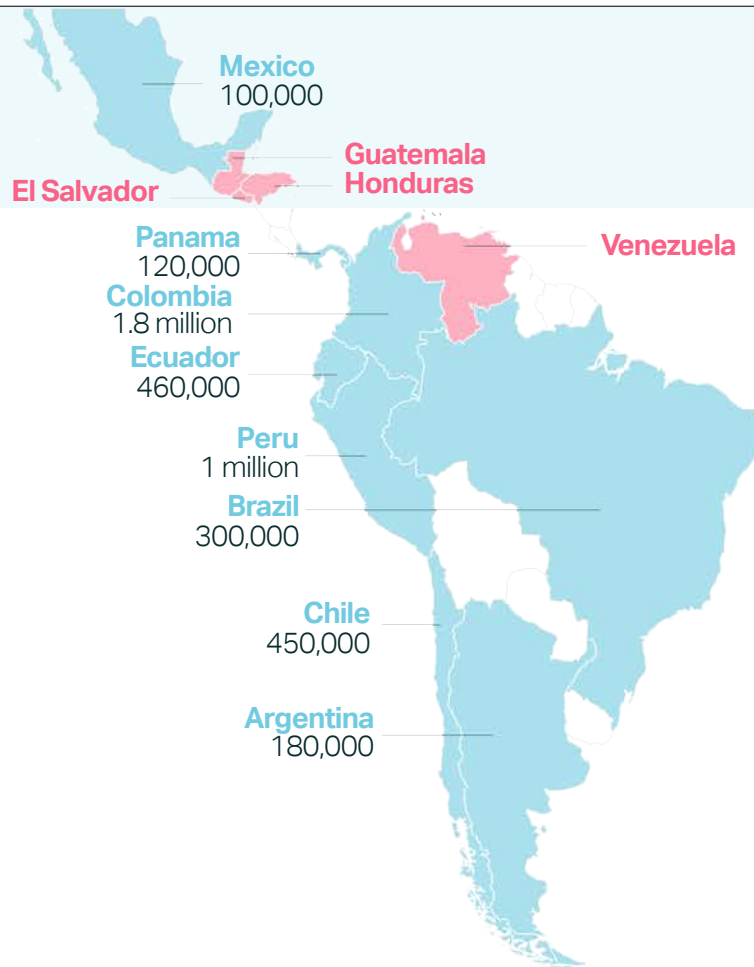 Mexico
100,000
Guatemala
Honduras
El Salvador
Panama
120,000
Venezuela
Colombia
1.8 million
Ecuador
460,000
Peru
1 million
Brazil
300,000
Chile
450,000
Argentina
180,000